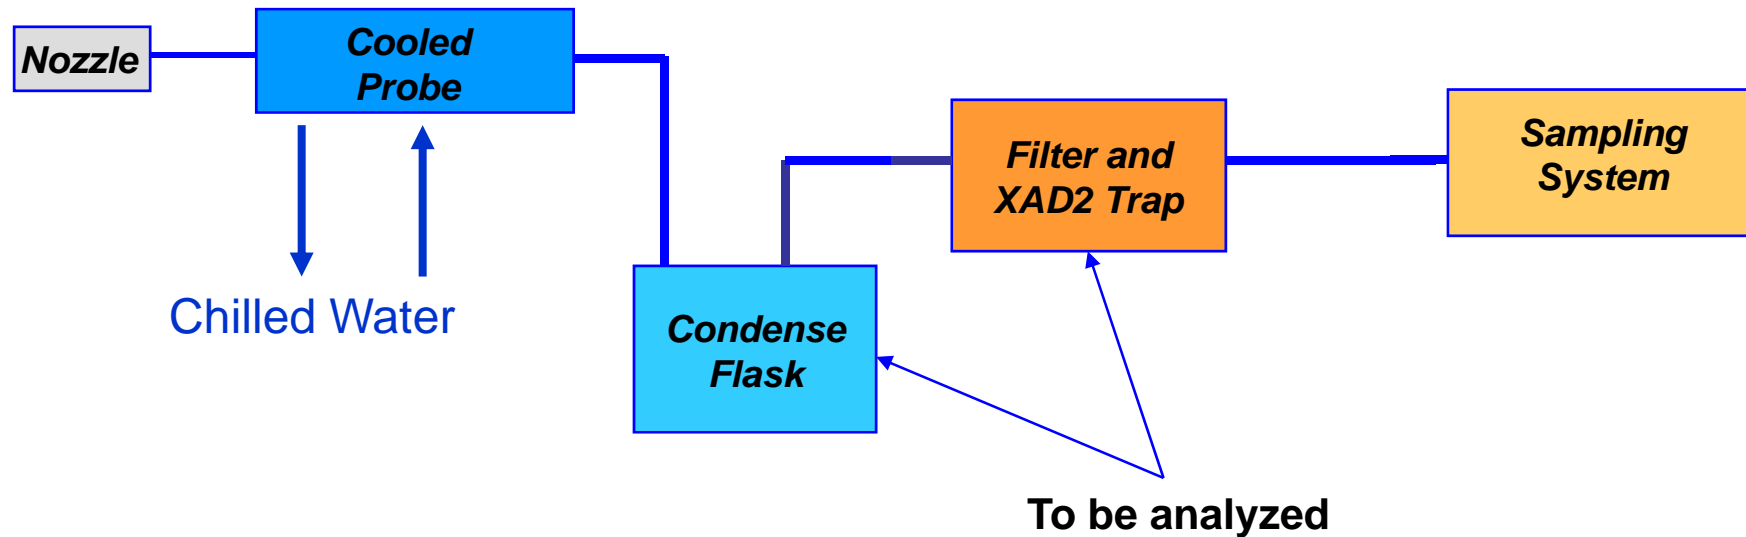 Nozzle
Cooled
Probe
Chilled Water
Condense
Flask
Filter and
XAD2 Trap
Sampling
System
To be analyzed